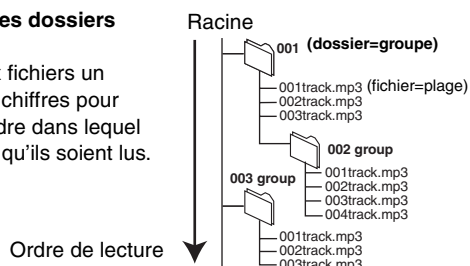 es dossiers
fichiers un
chiffres pour
dre dans lequel
qu'ils soient lus.
Racine
001 (dossier=groupe)
001track.mp3 (fichier=plage)
002track.mp3
003track.mp3
002 group
001track.mp3
002track.mp3
003track.mp3
004track.mp3
003 group
001track.mp3
002track.mp3
003track.mp3
Ordre de lecture